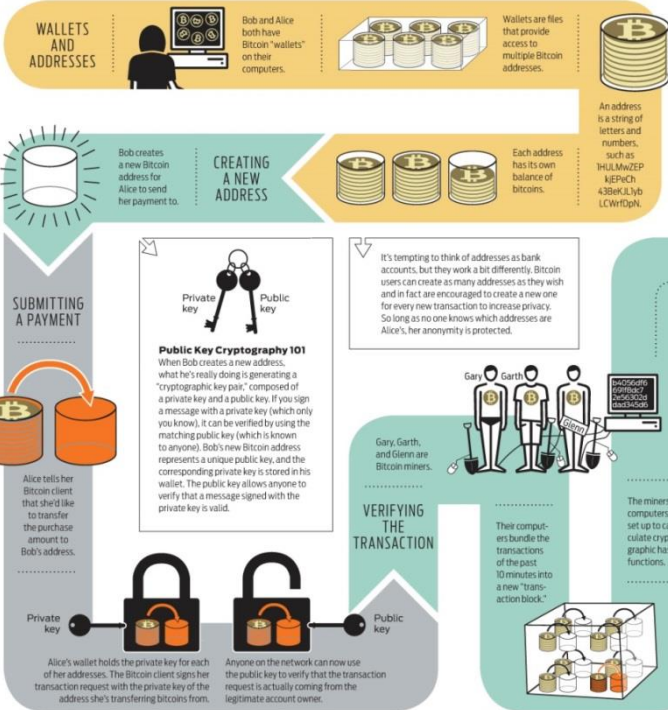 WALLETS
AND
ADDRESSES
Bob and Alice
both have
Bitcoin “wallets”
on their
computers.
Wallets are files
that provide
access to
multiple Bitcoin
addresses.
An address
is a string of
letters and
numbers,
such as
1HULMwZEP
kjEPeCh
43BeKJL1yb
LCWrfDpN.
Each address
has its own
balance of
bitcoins.
CREATING
A NEW
ADDRESS
Bob creates
a new Bitcoin
address for
Alice to send
her payment to.
SUBMITTING
A PAYMENT
Alice tells her
Bitcoin client
that she'd like
to transfer
the purchase
amount to
Bob's address.
Private
key
Public
key
Public Key Cryptography 101
When Bob creates a new address,
what he's really doing is generating a
“cryptographic key pair,” composed of
a private key and a public key. If you sign
a message with a private key (which only
you know), it can be verified by using the
matching public key (which is known
to anyone). Bob's new Bitcoin address
represents a unique public key, and the
corresponding private key is stored in his
wallet. The public key allows anyone to
verify that a message signed with the
private key is valid.
It's tempting to think of addresses as bank
accounts, but they work a bit differently. Bitcoin
users can create as many addresses as they wish
and in fact are encouraged to create a new one
for every new transaction to increase privacy.
So long as no one knows which addresses are
Alice's, her anonymity is protected.
Private
key
Alice's wallet holds the private key for each
of her addresses. The Bitcoin client signs her
transaction request with the private key of the
address she's transferring bitcoins from.
Public
key
Anyone on the network can now use
the public key to verify that the transaction
request is actually coming from the
legitimate account owner.
VERIFYING
THE
TRANSACTION
Gary, Garth,
and Glenn are
Bitcoin miners.
Gary
Garth
Glenn
Their comput-
ers bundle the
transactions
of the past
10 minutes into
a new “trans-
action block.”
b4056df6
691f8dc7
2e56302d
dad345d6
The miners
computers
set up to ca
culate cryp
graphic ha
functions.